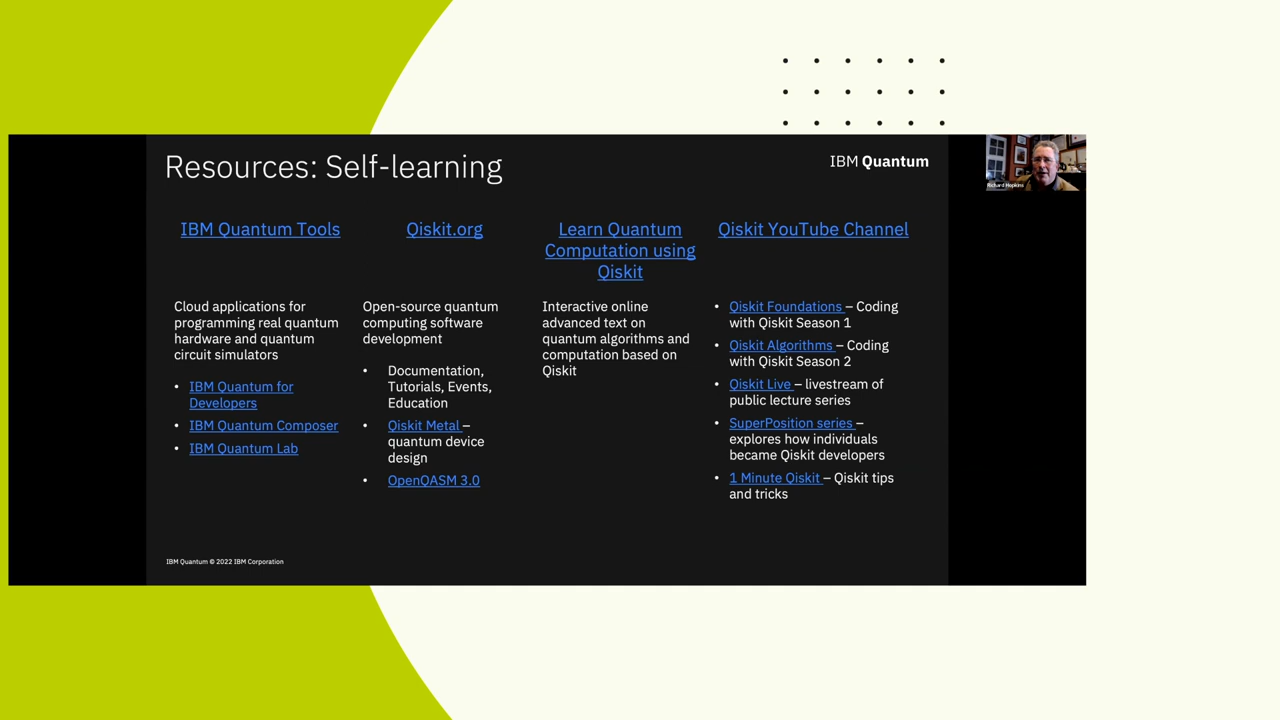 Resources: Self-learning
IBM Quantum
Richard Hopkins
IBM Quantum Tools
Cloud applications for
programming real quantum
hardware and quantum
circuit simulators
• IBM Quantum for
Developers
• IBM Quantum Composer
• IBM Quantum Lab
Qiskit.org
Open-source quantum
computing software
development
• Documentation,
Tutorials, Events,
Education
• Qiskit Metal –
quantum device
design
• OpenQASM 3.0
Learn Quantum
Computation using
Qiskit
Interactive online
advanced text on
quantum algorithms and
computation based on
Qiskit
Qiskit YouTube Channel
• Qiskit Foundations – Coding
with Qiskit Season 1
• Qiskit Algorithms – Coding
with Qiskit Season 2
• Qiskit Live – livestream of
public lecture series
• SuperPosition series –
explores how individuals
became Qiskit developers
• 1 Minute Qiskit – Qiskit tips
and tricks
IBM Quantum © 2022 IBM Corporation